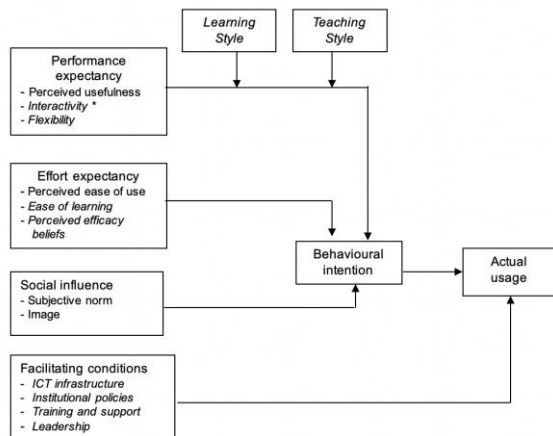 Learning
Style
Teaching
Style
Performance
expectancy
- Perceived usefulness
- Interactivity *
- Flexibility
Effort expectancy
- Perceived ease of use
- Ease of learning
- Perceived efficacy
beliefs
Behavioural
intention
Actual
usage
Social influence
- Subjective norm
- Image
Facilitating conditions
- ICT infrastructure
- Institutional policies
- Training and support
- Leadership